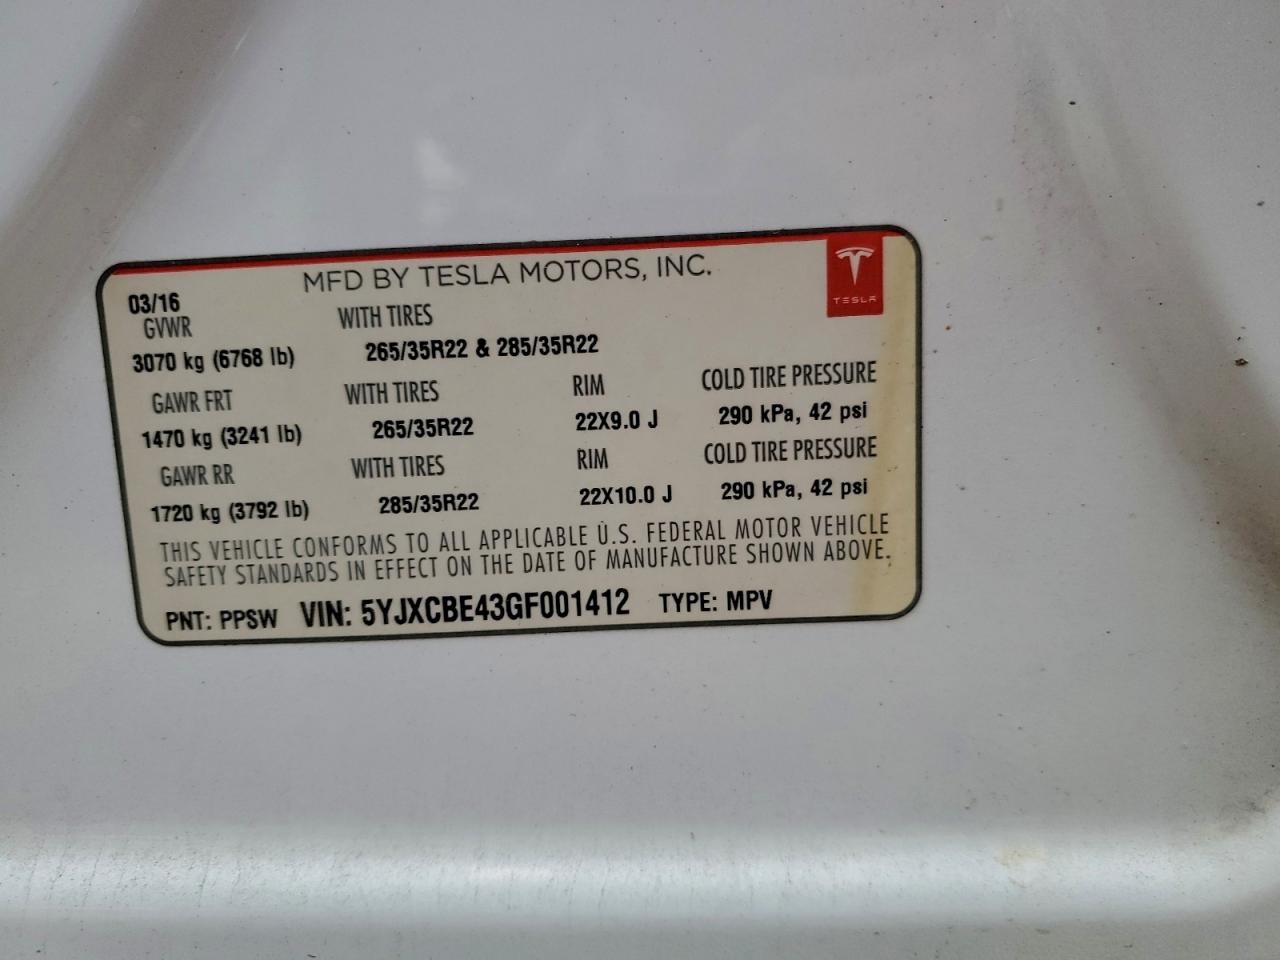 MFD BY TESLA MOTORS, INC.
TESLA
03/16
GVWR WITH TIRES
3070 kg (6768 lb) 265/35R22 & 285/35R22
GAWR FRT WITH TIRES RIM COLD TIRE PRESSURE
1470 kg (3241 lb) 265/35R22 22X9.0 J 290 kPa, 42 psi
GAWR RR WITH TIRES RIM COLD TIRE PRESSURE
1720 kg (3792 lb) 285/35R22 22X10.0 J 290 kPa, 42 psi
THIS VEHICLE CONFORMS TO ALL APPLICABLE U.S. FEDERAL MOTOR VEHICLE
SAFETY STANDARDS IN EFFECT ON THE DATE OF MANUFACTURE SHOWN ABOVE.
PNT: PPSW VIN: 5YJXCBE43GF001412 TYPE: MPV